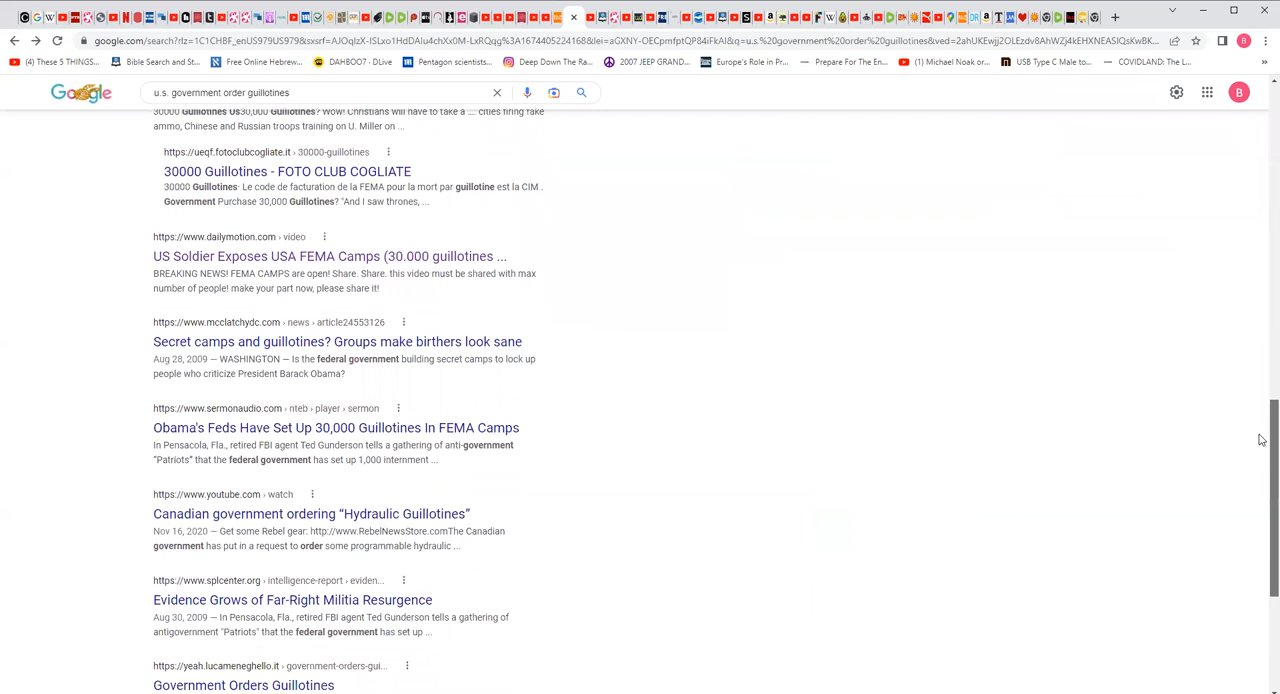 google.com/search?rlz=1C1CHBF_enUS979US979&sxsrf=AJOqlzX-ISLxo1HdDAlu4chXx0M-LxRQqg%3A1674405224168&lei=aGXNY-OECpmfptQP84iFkAI&q=u.s.%20government%20order%20guillotines&ved=2ahUKEwjj2OLEzdv8AhWZj4kEHXNEASIQsKwBK...
(4) These 5 THINGS...
Bible Search and St...
Free Online Hebrew...
DAHBOO7 - DLive
Pentagon scientists...
Deep Down The Ra...
2007 JEEP GRAND...
Europe's Role in Pr...
Prepare For The En...
(1) Michael Noak or...
USB Type C Male to...
COVIDLAND: The L...
Google
u.s. government order guillotines
B
30000 Guillotines Us30,000 Guillotines? Wow! Christians will have to take a .... cities firing fake
ammo, Chinese and Russian troops training on U. Miller on ...
https://ueqf.fotoclubcogliate.it › 30000-guillotines
30000 Guillotines - FOTO CLUB COGLIATE
30000 Guillotines· Le code de facturation de la FEMA pour la mort par guillotine est la CIM .
Government Purchase 30,000 Guillotines? "And I saw thrones, ...
https://www.dailymotion.com › video
US Soldier Exposes USA FEMA Camps (30.000 guillotines ...
BREAKING NEWS! FEMA CAMPS are open! Share. Share. this video must be shared with max
number of people! make your part now, please share it!
https://www.mcclatchydc.com › news › article24553126
Secret camps and guillotines? Groups make birthers look sane
Aug 28, 2009 — WASHINGTON — Is the federal government building secret camps to lock up
people who criticize President Barack Obama?
https://www.sermonaudio.com › nteb › player › sermon
Obama's Feds Have Set Up 30,000 Guillotines In FEMA Camps
In Pensacola, Fla., retired FBI agent Ted Gunderson tells a gathering of anti-government
"Patriots" that the federal government has set up 1,000 internment ...
https://www.youtube.com › watch
Canadian government ordering “Hydraulic Guillotines”
Nov 16, 2020 — Get some Rebel gear: http://www.RebelNewsStore.comThe Canadian
government has put in a request to order some programmable hydraulic ...
https://www.splcenter.org › intelligence-report › eviden...
Evidence Grows of Far-Right Militia Resurgence
Aug 30, 2009 — In Pensacola, Fla., retired FBI agent Ted Gunderson tells a gathering of
antigovernment "Patriots" that the federal government has set up ...
https://yeah.lucameneghello.it › government-orders-gui...
Government Orders Guillotines